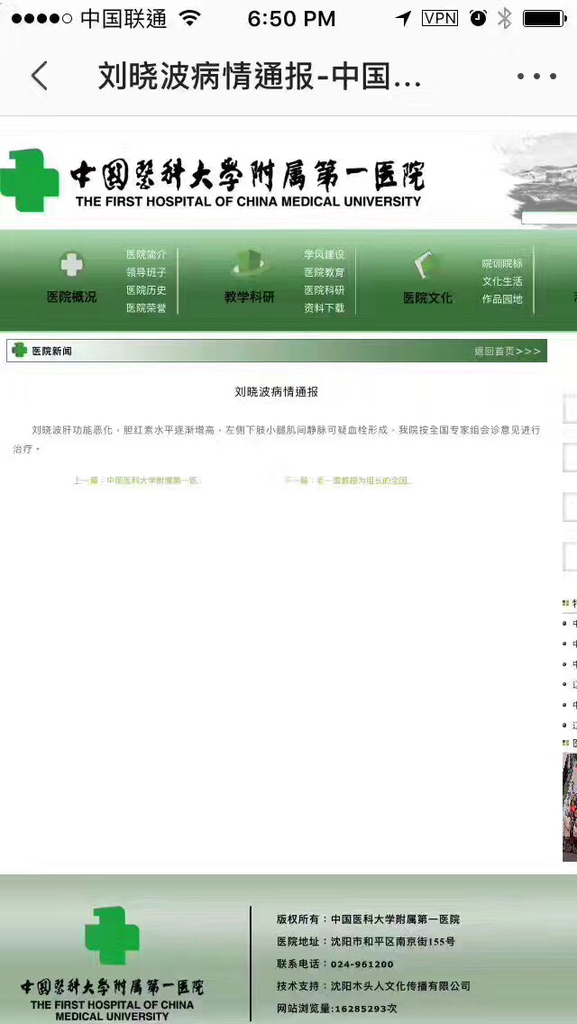 中国联通 6:50 PM VPN
刘晓波病情通报-中国...
中国医科大学附属第一医院
THE FIRST HOSPITAL OF CHINA MEDICAL UNIVERSITY
医院概况
医院简介
领导班子
医院历史
医院荣誉
教学科研
学风建设
医院教育
医院科研
资料下载
医院文化
院训院标
文化生活
作品园地
医院新闻 返回首页>>>
刘晓波病情通报
刘晓波肝功能恶化，胆红素水平逐渐增高，左侧下肢小腿肌间静脉可疑血栓形成，我院按全国专家组会诊意见进行
治疗。
上一篇：中国医科大学附属第一医..
教授为组长的全国..
中国医科大学附属第一医院
THE FIRST HOSPITAL OF CHINA
MEDICAL UNIVERSITY
版权所有：中国医科大学附属第一医院
医院地址：沈阳市和平区南京街155号
联系电话：024-961200
技术支持：沈阳木头人文化传播有限公司
网站浏览量:16285293次